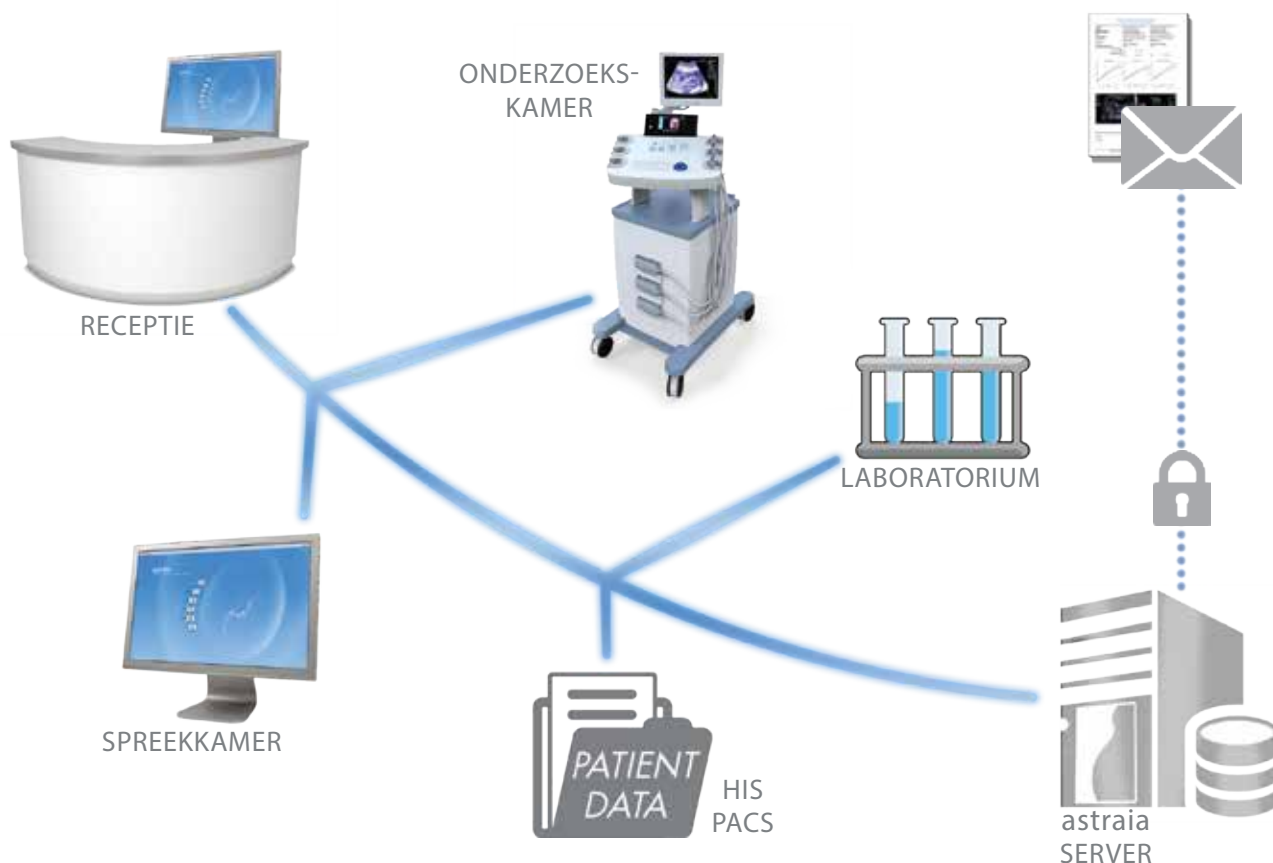 ONDERZOEKS-
KAMER
RECEPTIE
LABORATORIUM
SPREEKKAMER
PATIENT
DATA
HIS
PACS
astraia
SERVER